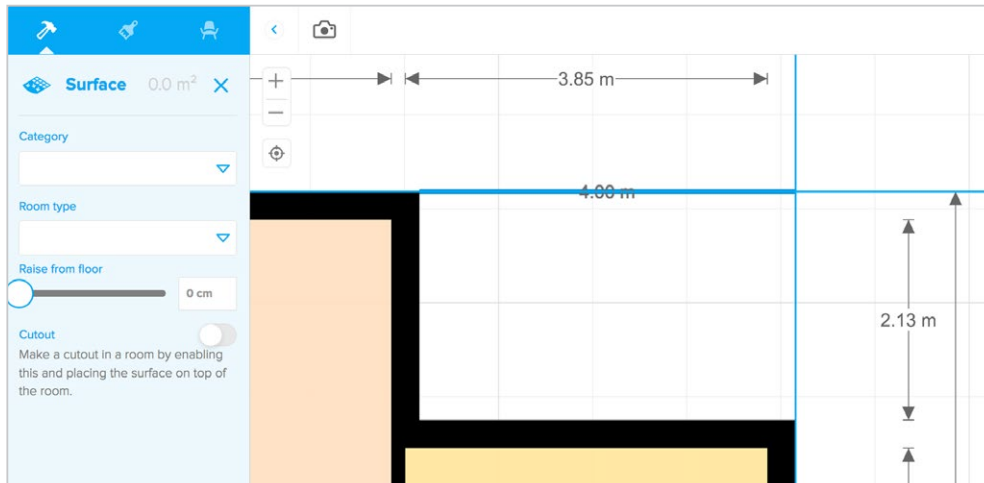 Surface 0.0 m²
Category
Room type
Raise from floor
0 cm
Cutout
Make a cutout in a room by enabling
this and placing the surface on top of
the room.
3.85 m
4.00 m
2.13 m